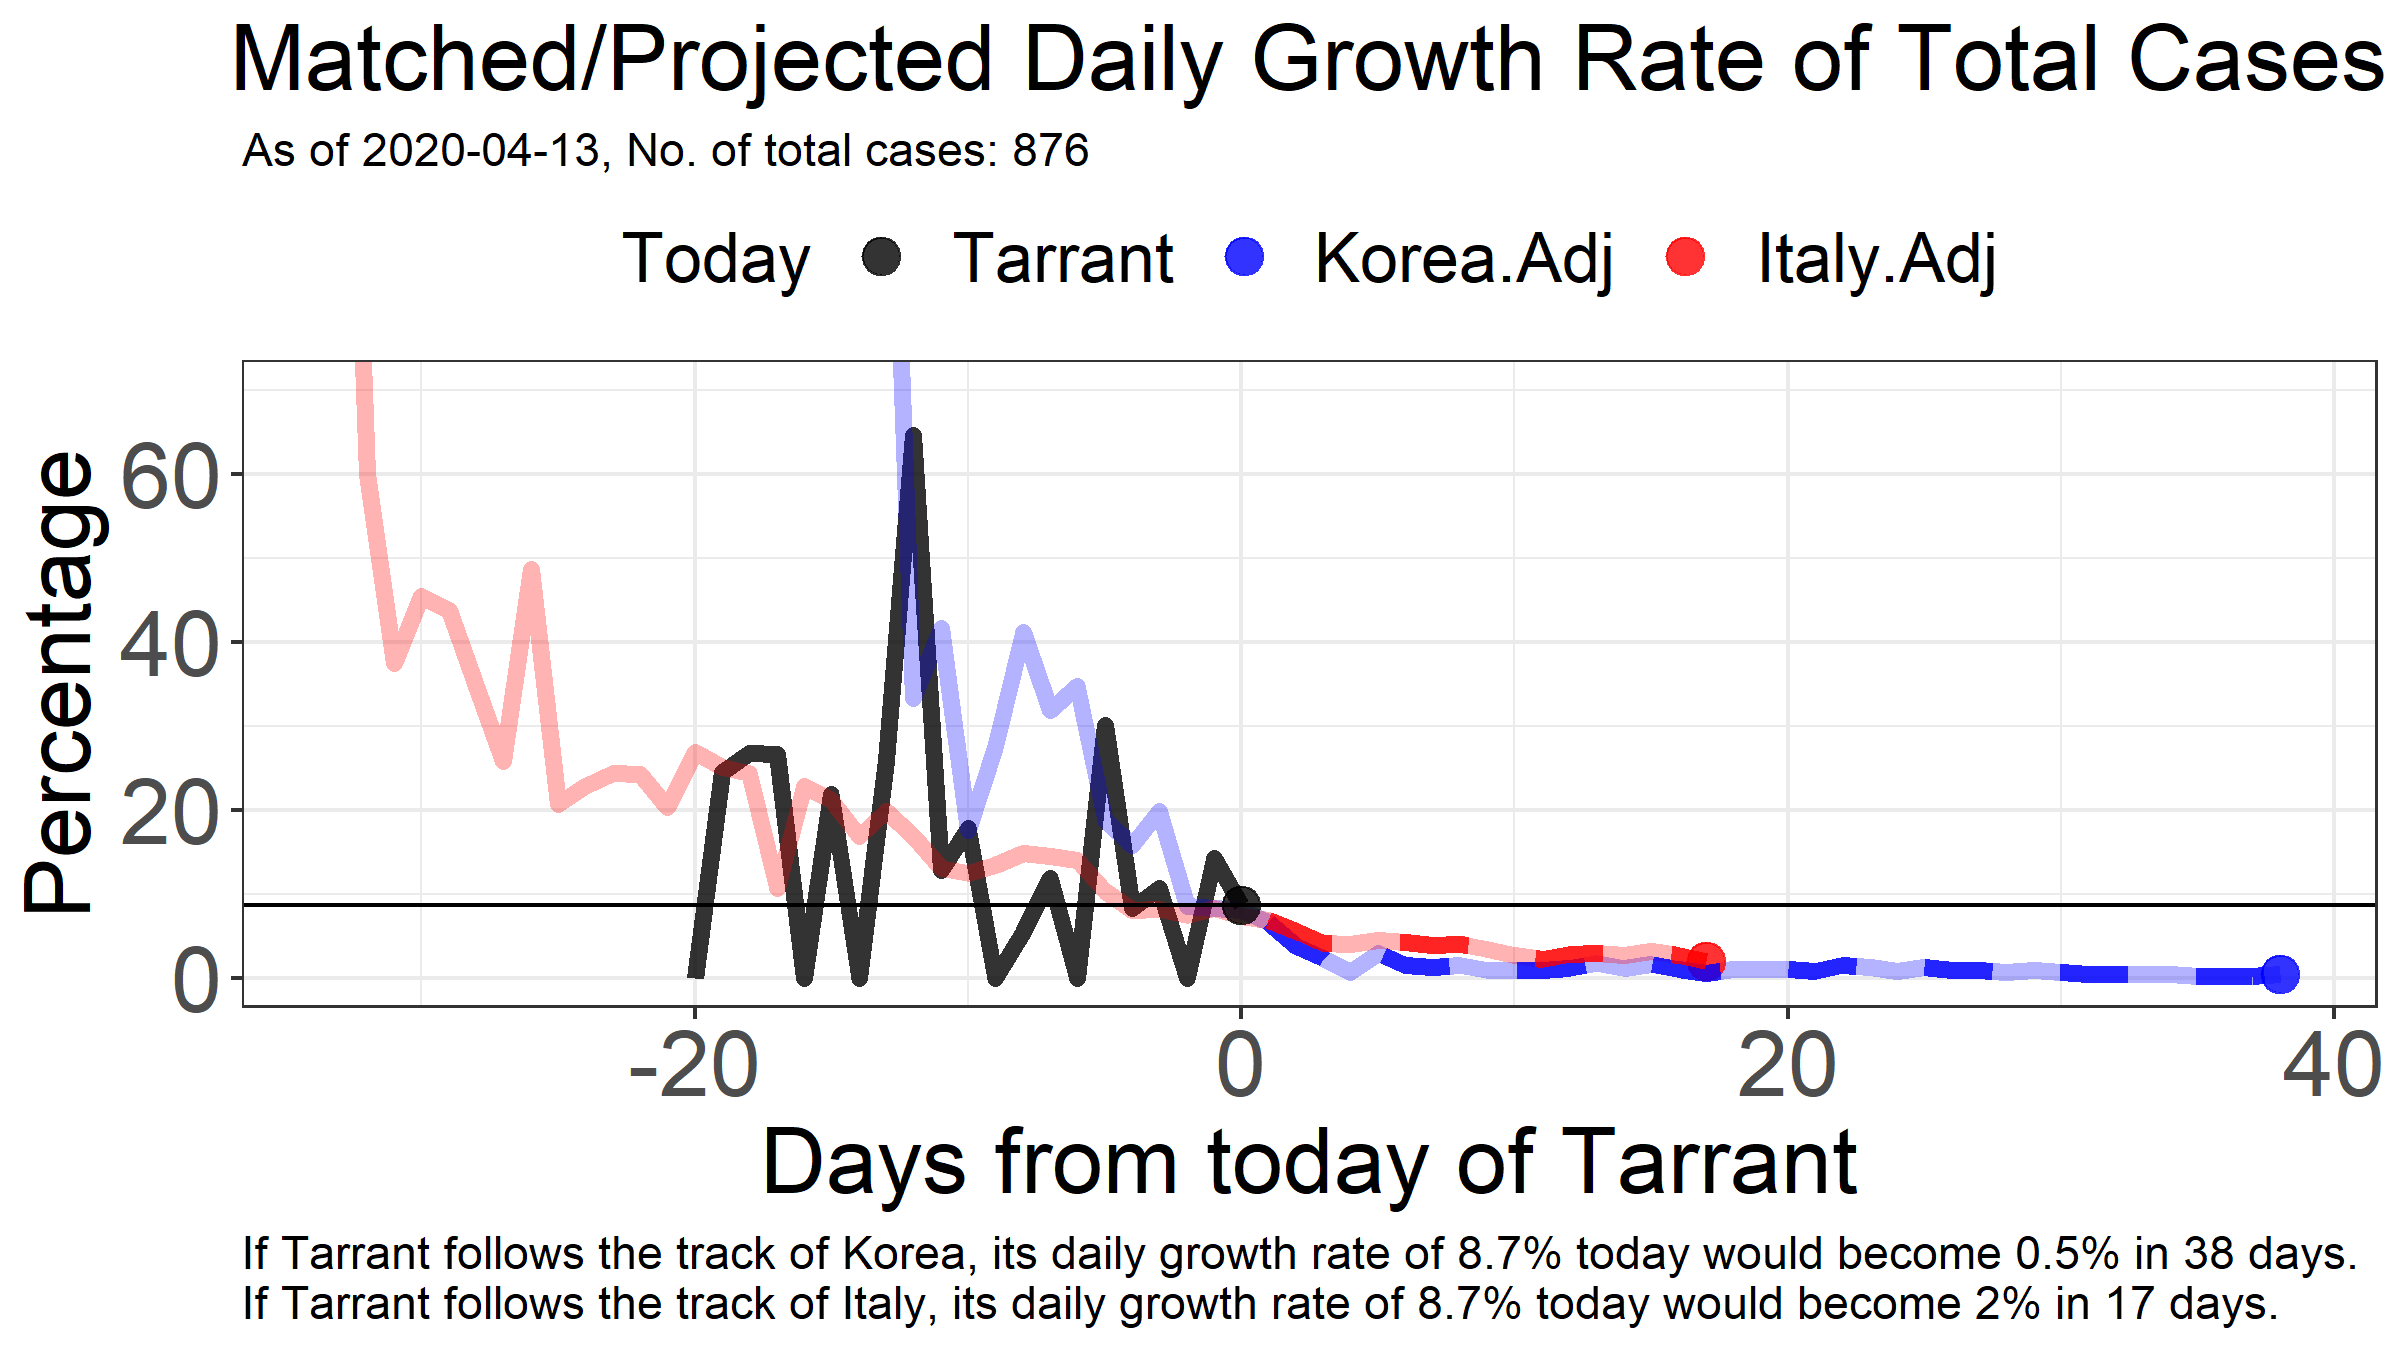 Matched/Projected Daily Growth Rate of Total Cases
As of 2020-04-13, No. of total cases: 876
Today Tarrant Korea.Adj Italy.Adj
Percentage
60
40
20
0
-20 0 20 40
Days from today of Tarrant
If Tarrant follows the track of Korea, its daily growth rate of 8.7% today would become 0.5% in 38 days.
If Tarrant follows the track of Italy, its daily growth rate of 8.7% today would become 2% in 17 days.